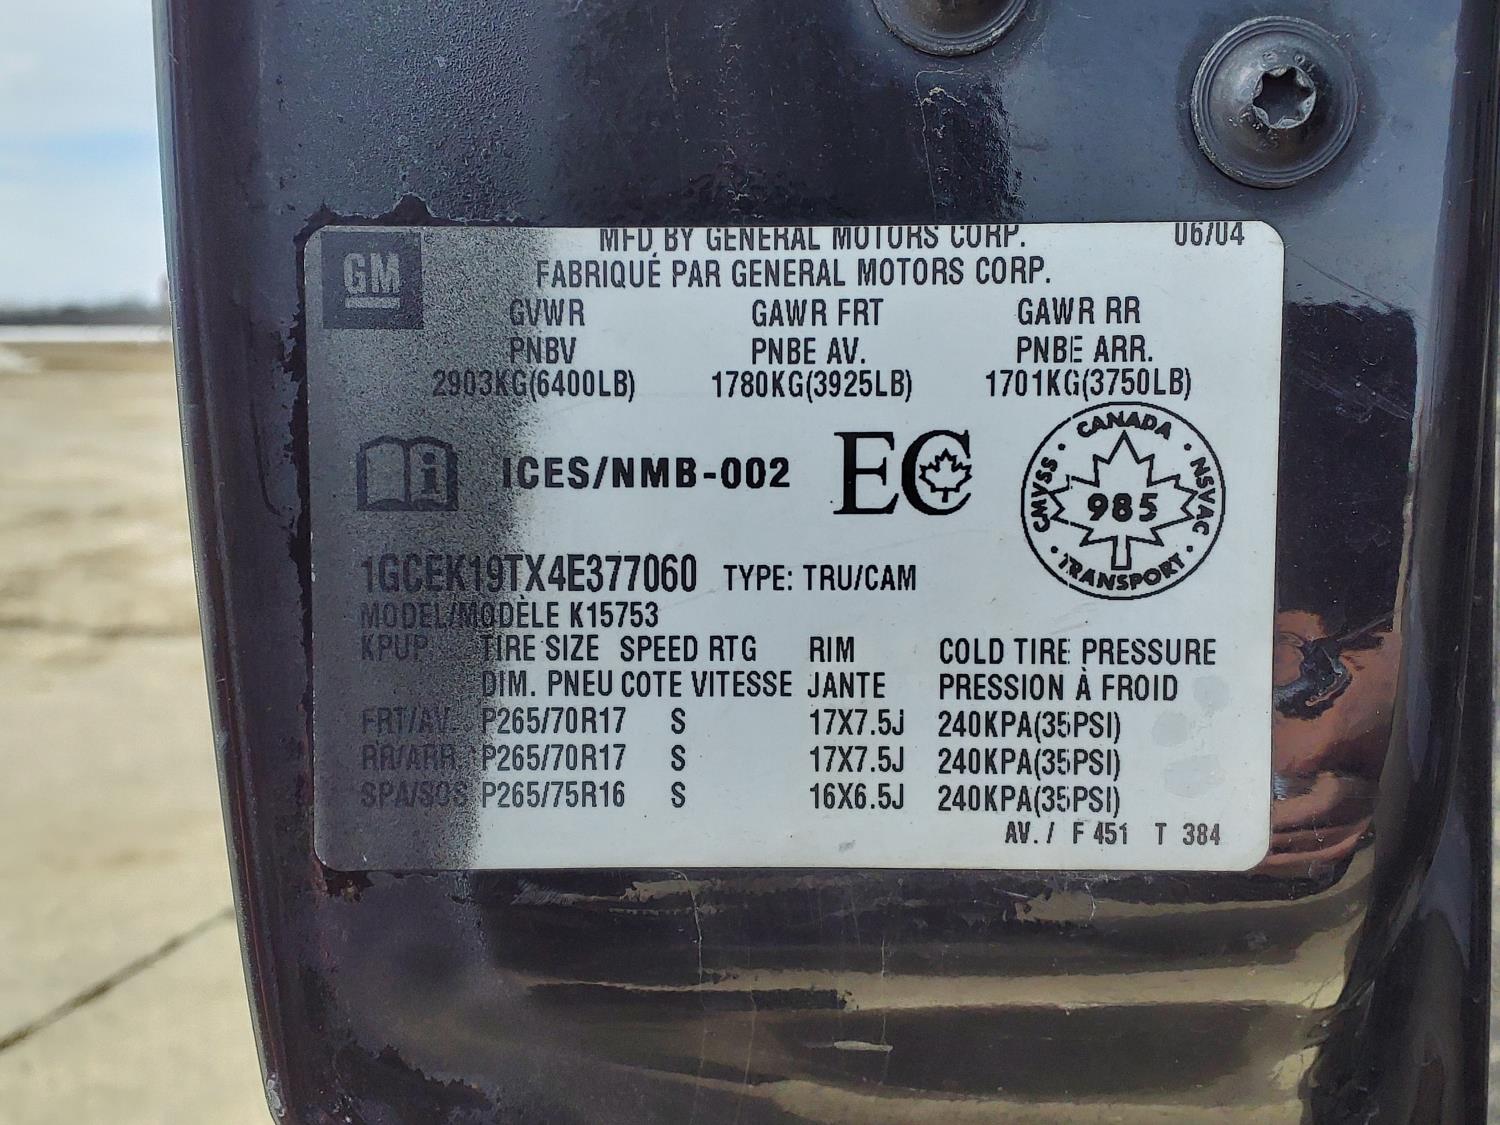 GM
MFD BY GENERAL MOTORS CORP. 06/04
FABRIQUÉ PAR GENERAL MOTORS CORP.
GVWR GAWR FRT GAWR RR
PNBV PNBE AV. PNBE ARR.
2903KG(6400LB) 1780KG(3925LB) 1701KG(3750LB)
ICES/NMB-002 EC
CANADA
CMVSS 985 NSVAC
TRANSPORT
1GCEK19TX4E377060 TYPE: TRU/CAM
MODEL/MODÈLE K15753
KPUP TIRE SIZE SPEED RTG RIM COLD TIRE PRESSURE
DIM. PNEU COTE VITESSE JANTE PRESSION À FROID
FRT/AV. P265/70R17 S 17X7.5J 240KPA(35PSI)
RR/ARR. P265/70R17 S 17X7.5J 240KPA(35PSI)
SPA/SOS P265/75R16 S 16X6.5J 240KPA(35PSI)
AV. / F 451 T 384